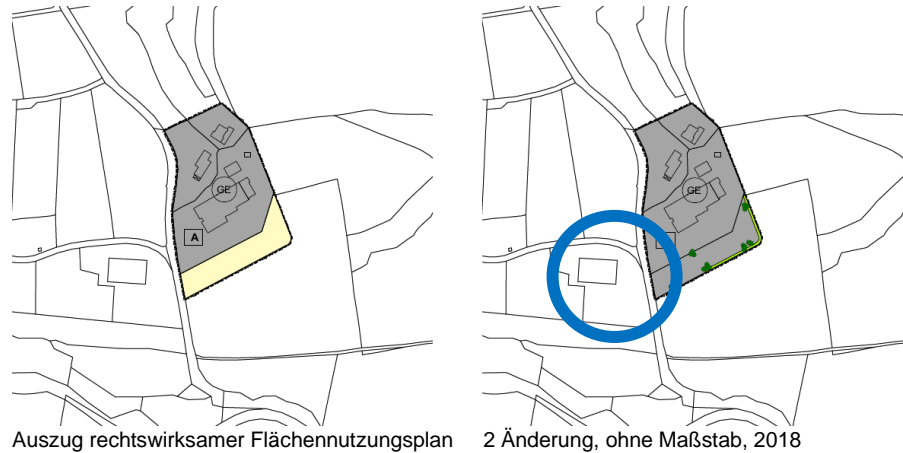 GE
A
GE
Auszug rechtswirksamer Flächennutzungsplan
2 Änderung, ohne Maßstab, 2018